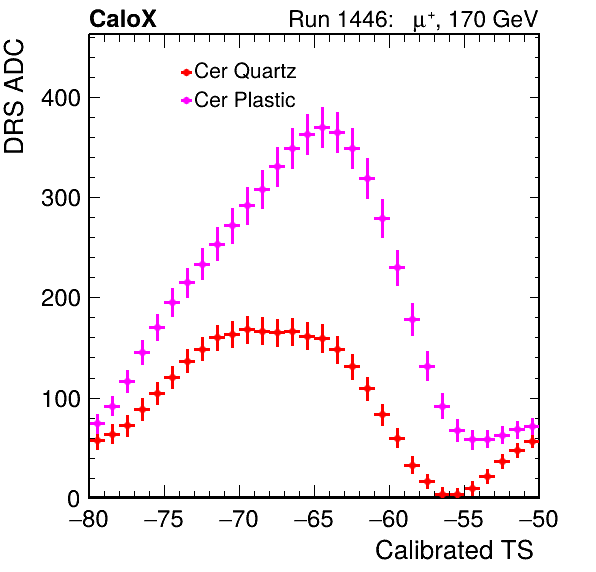 CaloX Run 1446: μ⁺, 170 GeV
DRS ADC
Cer Quartz
Cer Plastic
400
300
200
100
0
−80 −75 −70 −65 −60 −55 −50
Calibrated TS